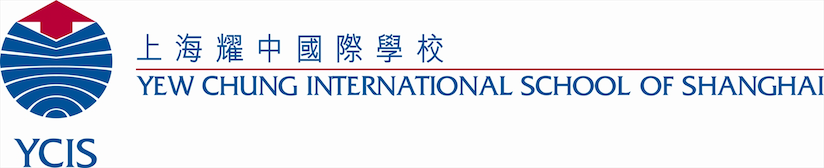 上海耀中國際學校
YEW CHUNG INTERNATIONAL SCHOOL OF SHANGHAI
YCIS